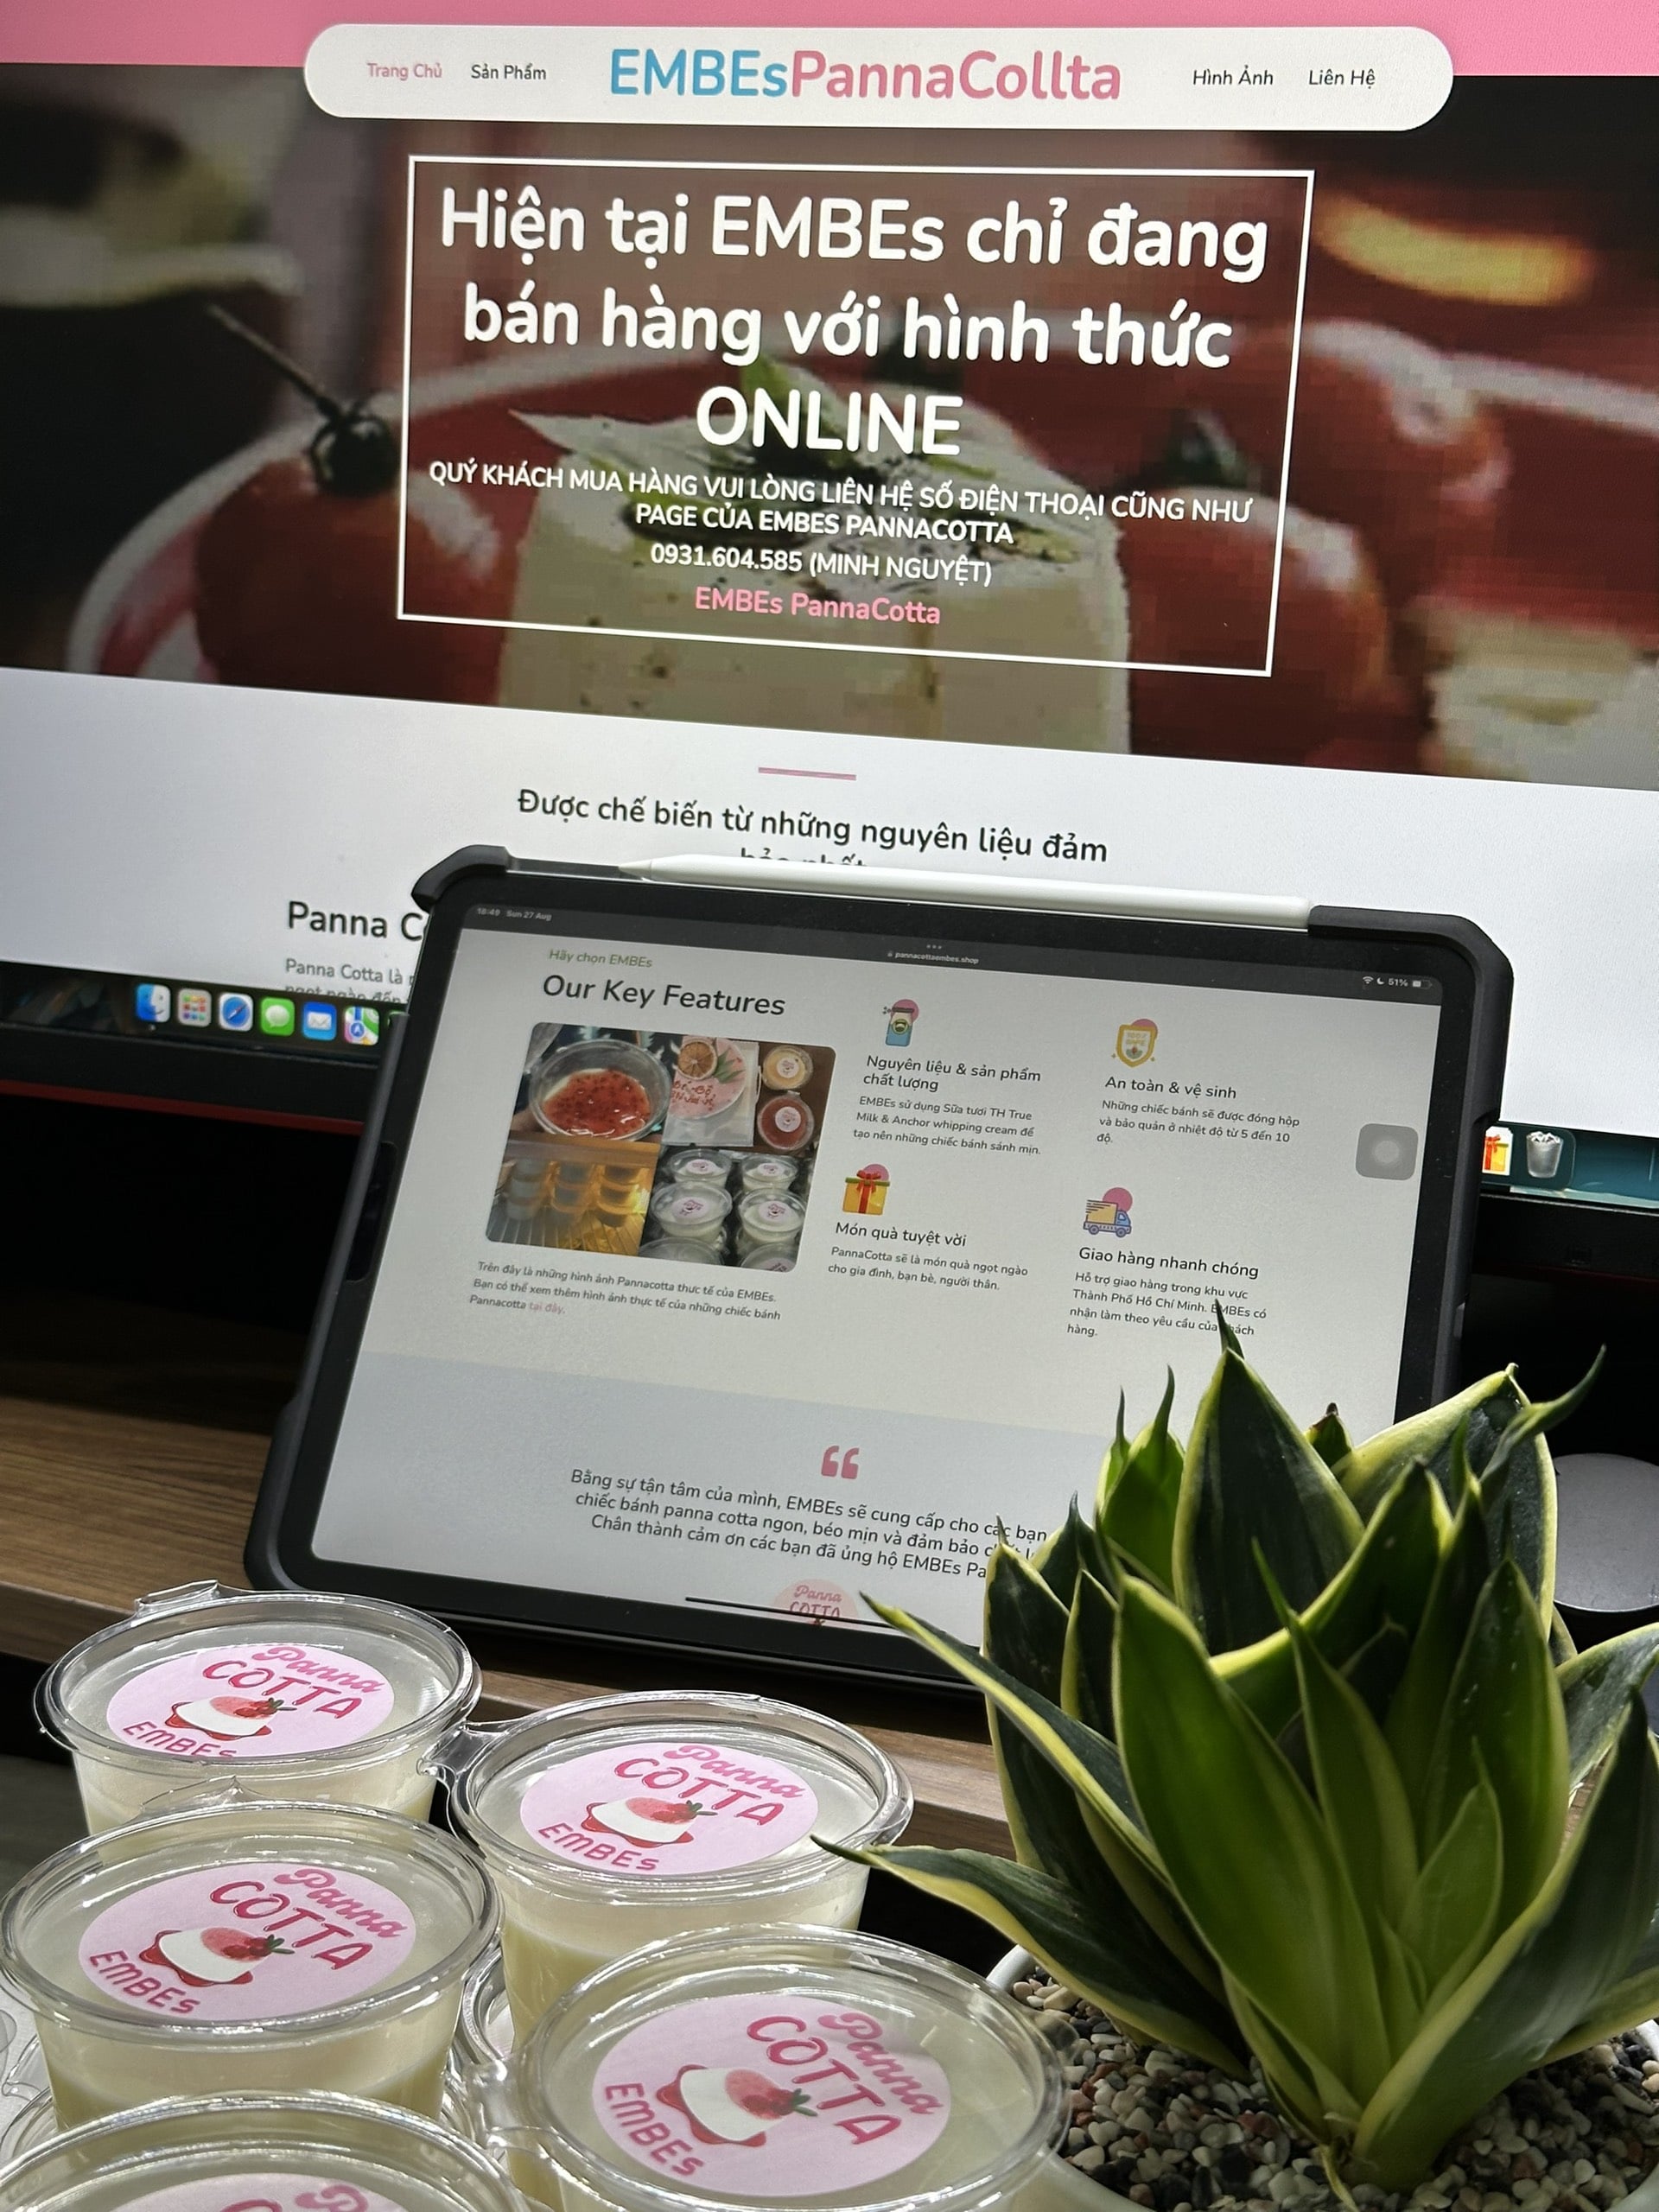 Trang Chủ
Sản Phẩm
EMBEsPannaCollta
Hình Ảnh
Liên Hệ
Hiện tại EMBEs chỉ đang
bán hàng với hình thức
ONLINE
QUÝ KHÁCH MUA HÀNG VUI LÒNG LIÊN HỆ SỐ ĐIỆN THOẠI CŨNG NHƯ
PAGE CỦA EMBES PANNACOTTA
0931.604.585 (MINH NGUYỆT)
EMBEs PannaCotta
Được chế biến từ những nguyên liệu đảm
bảo nhất
Panna C
Panna Cotta là
18:49 Sun 27 Aug
pannacottaembes.shop
51%
Hãy chọn EMBEs
Our Key Features
Nguyên liệu & sản phẩm
chất lượng
EMBEs sử dụng Sữa tươi TH True
Milk & Anchor whipping cream để
tạo nên những chiếc bánh sánh mịn.
An toàn & vệ sinh
Những chiếc bánh sẽ được đóng hộp
và bảo quản ở nhiệt độ từ 5 đến 10
độ.
Món quà tuyệt vời
PannaCotta sẽ là món quà ngọt ngào
cho gia đình, bạn bè, người thân.
Giao hàng nhanh chóng
Hỗ trợ giao hàng trong khu vực
Thành Phố Hồ Chí Minh. EMBEs có
nhận làm theo yêu cầu của khách
hàng.
Trên đây là những hình ảnh Pannacotta thực tế của EMBEs.
Bạn có thể xem thêm hình ảnh thực tế của những chiếc bánh
Pannacotta tại đây.
Bằng sự tận tâm của mình, EMBEs sẽ cung cấp cho các bạn
chiếc bánh panna cotta ngon, béo mịn và đảm bảo
Chân thành cảm ơn các bạn đã ủng hộ EMBEs Pa
Panna
COTTA
Panna
COTTA
EMBEs
Panna
COTTA
EMBEs
Panna
COTTA
EMBEs
Panna
COTTA
EMBEs